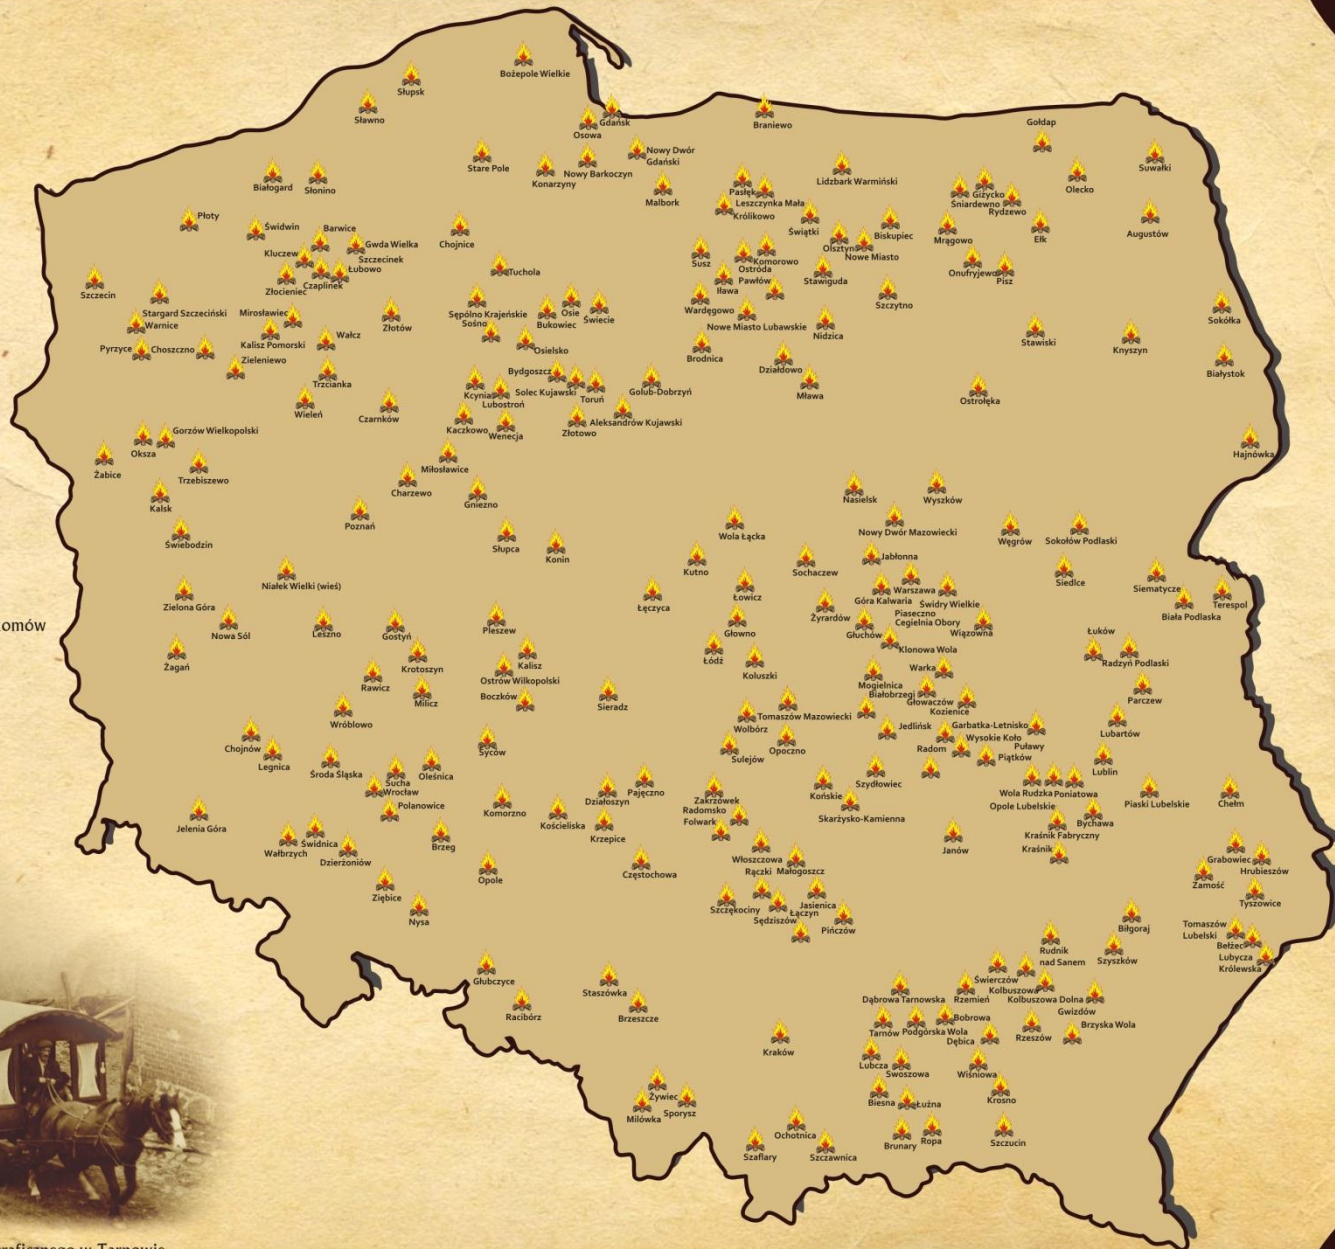 Bożepole Wielkie
Słupsk
Sławno
Gdańsk
Osowa
Braniewo
Gołdap
Nowy Dwór
Gdański
Stare Pole
Konarzyny
Nowy Barkoczyn
Malbork
Lidzbark Warmiński
Suwałki
Olecko
Białogard
Słonino
Pasłęk
Leszczynka Mała
Królikowo
Giżycko
Śniardewno
Rydzewo
Płoty
Świdwin
Barwice
Gwda Wielka
Szczecinek
Kluczew
Łubowo
Czaplinek
Złocieniec
Chojnice
Tuchola
Świątki
Olsztyn
Nowe Miasto
Biskupiec
Mrągowo
Ełk
Augustów
Susz
Komorowo
Ostróda
Pawłów
Iława
Stawiguda
Onufryjewo
Pisz
Szczecin
Stargard Szczeciński
Warnice
Mirosławiec
Kalisz Pomorski
Wałcz
Złotów
Sępólno Krajeńskie
Sośno
Osie
Bukowiec
Świecie
Wardęgowo
Nowe Miasto Lubawskie
Szczytno
Nidzica
Sokółka
Pyrzyce
Choszczno
Zieleniewo
Trzcianka
Wieleń
Czarnków
Osielsko
Bydgoszcz
Solec Kujawski
Toruń
Golub-Dobrzyń
Kcynia
Lubostroń
Aleksandrów Kujawski
Złotowo
Kaczkowo
Wenecja
Brodnica
Działdowo
Mława
Stawiski
Knyszyn
Białystok
Ostrołęka
Gorzów Wielkopolski
Oksza
Żabice
Trzebiszewo
Kalsk
Świebodzin
Miłosławice
Charzewo
Gniezno
Poznań
Słupca
Konin
Hajnówka
Nasielsk
Wyszków
Wola Łącka
Nowy Dwór Mazowiecki
Węgrów
Sokołów Podlaski
Niałek Wielki (wieś)
Zielona Góra
Nowa Sól
Leszno
Gostyń
Pleszew
Łęczyca
Kutno
Łowicz
Sochaczew
Jabłonna
Warszawa
Góra Kalwaria
Świdry Wielkie
Piaseczno
Cegielnia Obory
Wiązowna
Siedlce
Siematycze
Terespol
Biała Podlaska
omów
Żagań
Krotoszyn
Kalisz
Ostrów Wilkopolski
Boczków
Rawicz
Milicz
Wróblowo
Sieradz
Głowno
Łódź
Koluszki
Żyrardów
Głuchów
Klonowa Wola
Warka
Mogielnica
Białobrzegi
Głowaczów
Kozienice
Łuków
Radzyń Podlaski
Parczew
Chojnów
Legnica
Środa Śląska
Sucha
Wrocław
Oleśnica
Syców
Wolbórz
Tomaszów Mazowiecki
Sulejów
Opoczno
Jedlińsk
Garbatka-Letnisko
Wysokie Koło
Radom
Puławy
Piątków
Lubartów
Lublin
Jelenia Góra
Polanowice
Komorzno
Kościeliska
Działoszyn
Pajęczno
Krzepice
Zakrzówek
Radomsko
Folwark
Końskie
Szydłowiec
Skarżysko-Kamienna
Wola Rudzka
Poniatowa
Opole Lubelskie
Piaski Lubelskie
Chełm
Wałbrzych
Świdnica
Dzierżoniów
Brzeg
Ziębice
Nysa
Opole
Częstochowa
Włoszczowa
Rączki
Małogoszcz
Janów
Bychawa
Kraśnik Fabryczny
Kraśnik
Grabowiec
Hrubieszów
Zamość
Tyszowice
Szczękociny
Sędziszów
Jasienica
Łączyn
Pińczów
Biłgoraj
Szyszków
Tomaszów
Lubelski
Bełżec
Lubycza
Królewska
Głubczyce
Racibórz
Staszówka
Brzeszcze
Rudnik
nad Sanem
Świerczów
Kolbuszowa
Kolbuszowa Dolna
Gwizdów
Dąbrowa Tarnowska
Rzemień
Tarnów
Podgórska Wola
Bobrowa
Dębica
Rzeszów
Brzyska Wola
Kraków
Lubcza
Swoszowa
Wiśniowa
Żywiec
Milówka
Sporysz
Biesna
Łużna
Krosno
Szaflary
Ochotnica
Szczawnica
Brunary
Ropa
Szczucin